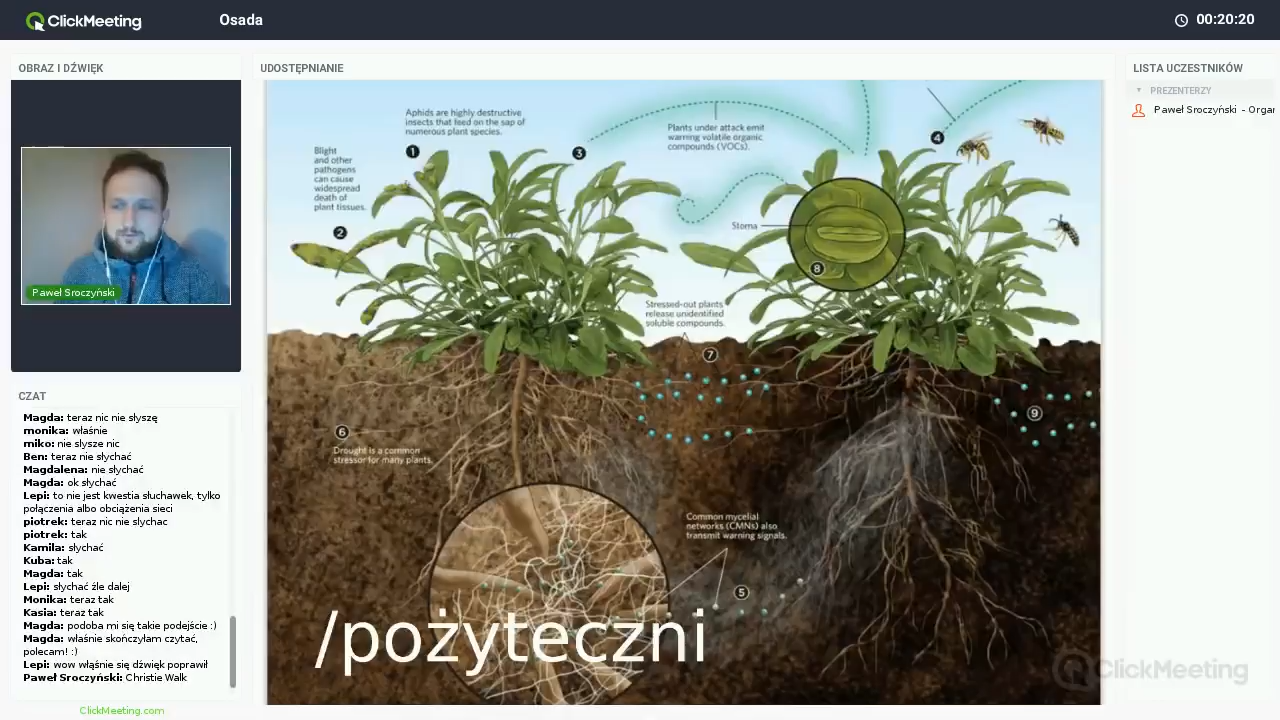 ClickMeeting
Osada
00:20:20
OBRAZ I DŹWIĘK
Paweł Sroczyński
CZAT
Magda: teraz nic nie słyszę
monika: właśnie
miko: nie slysze nic
Ben: teraz nie słychać
Magdalena: nie słychać
Magda: ok słychać
Lepi: to nie jest kwestia słuchawek, tylko
połączenia albo obciążenia sieci
piotrek: teraz nic nie slychac
piotrek: tak
Kamila: słychać
Kuba: tak
Magda: tak
Lepi: słychać źle dalej
Monika: teraz tak
Kasia: teraz tak
Magda: podoba mi się takie podejście :)
Magda: właśnie skończyłam czytać,
polecam! :)
Lepi: wow włąśnie się dźwięk poprawił
Paweł Sroczyński: Christie Walk
ClickMeeting.com
UDOSTĘPNIANIE
Aphids are highly destructive
insects that feed on the sap of
numerous plant species.
1
Blight
and other
pathogens
can cause
widespread
death of
plant tissues.
2
3
Plants under attack emit
warning volatile organic
compounds (VOCs).
4
Stoma
8
Stressed-out plants
release unidentified
soluble compounds.
7
9
6
Drought is a common
stressor for many plants.
Common mycelial
networks (CMNs) also
transmit warning signals.
5
/pożyteczni
ClickMeeting
LISTA UCZESTNIKÓW
PREZENTERZY
Paweł Sroczyński - Organ